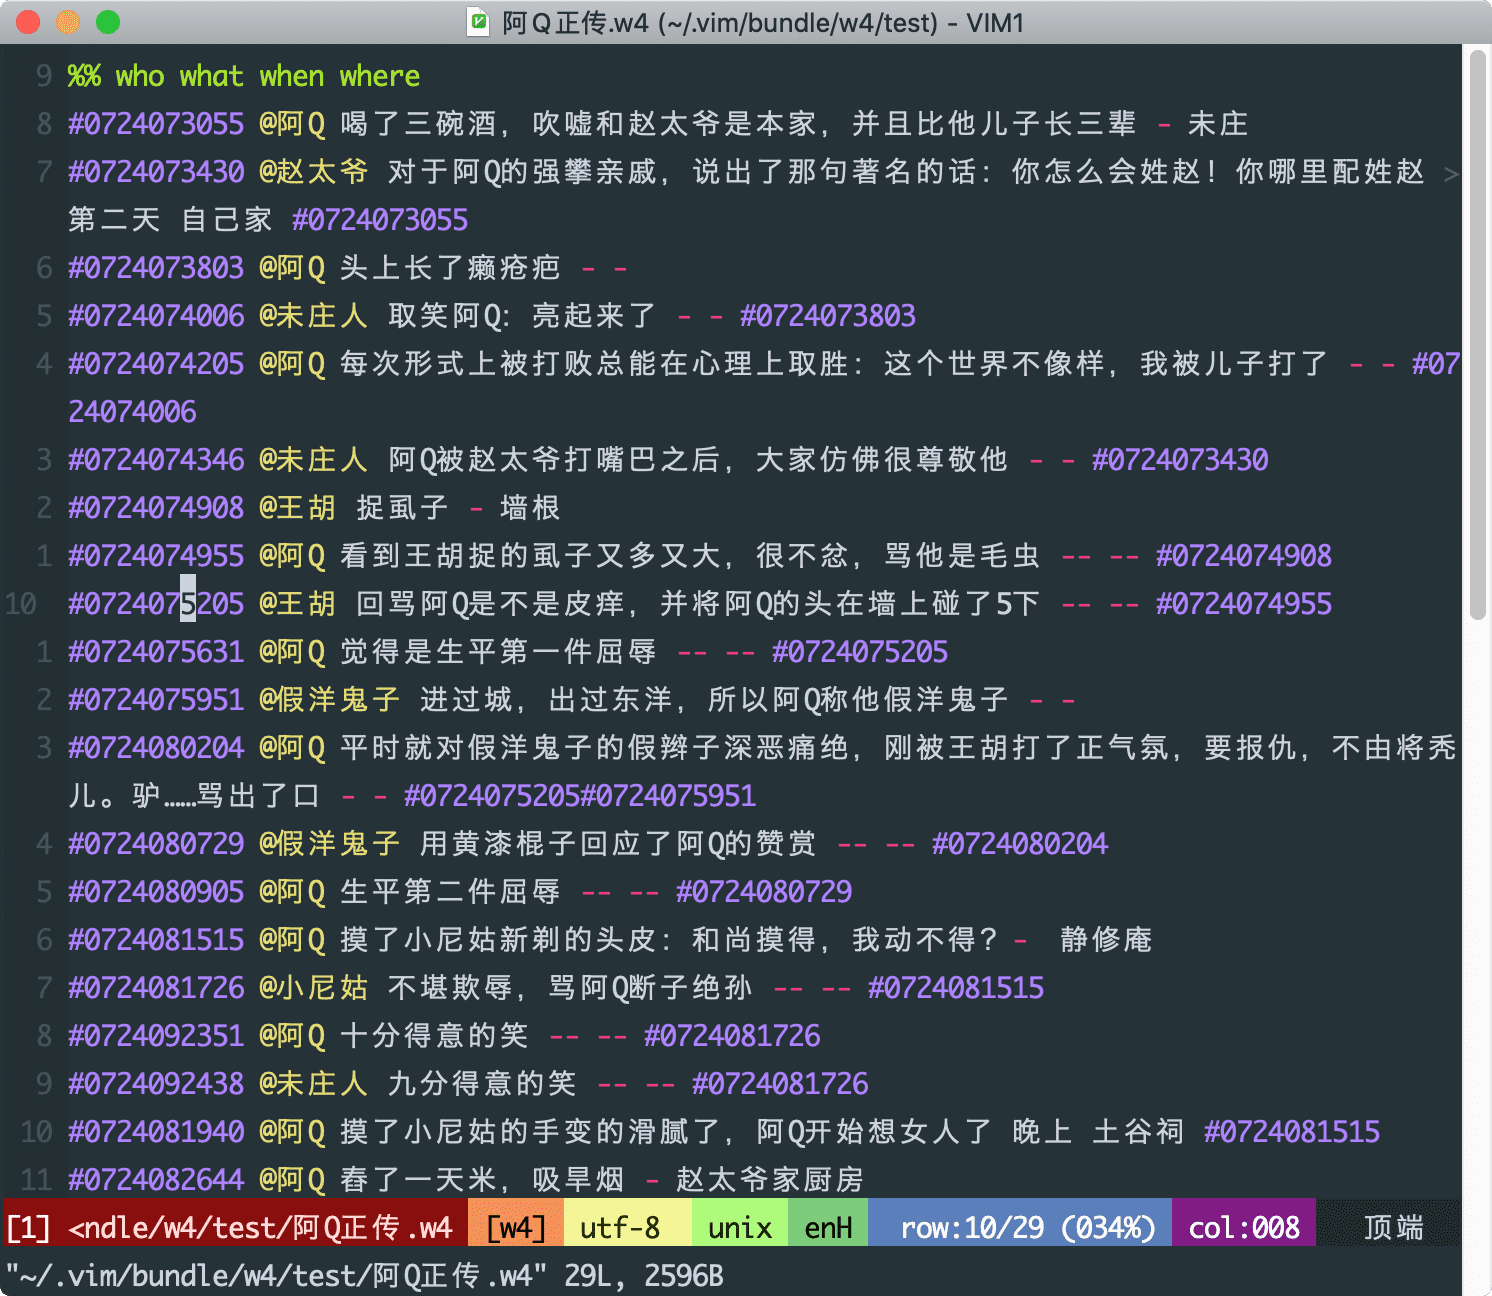 阿Q正传.w4 (~/.vim/bundle/w4/test) - VIM1
9 %% who what when where
8 #0724073055 @阿Q 喝了三碗酒，吹嘘和赵太爷是本家，并且比他儿子长三辈 - 未庄
7 #0724073430 @赵太爷 对于阿Q的强攀亲戚，说出了那句著名的话：你怎么会姓赵！你哪里配姓赵 >
第二天 自己家 #0724073055
6 #0724073803 @阿Q 头上长了癞疮疤 - -
5 #0724074006 @未庄人 取笑阿Q：亮起来了 - - #0724073803
4 #0724074205 @阿Q 每次形式上被打败总能在心理上取胜：这个世界不像样，我被儿子打了 - - #07
24074006
3 #0724074346 @未庄人 阿Q被赵太爷打嘴巴之后，大家仿佛很尊敬他 - - #0724073430
2 #0724074908 @王胡 捉虱子 - 墙根
1 #0724074955 @阿Q 看到王胡捉的虱子又多又大，很不忿，骂他是毛虫 -- -- #0724074908
10 #0724075205 @王胡 回骂阿Q是不是皮痒，并将阿Q的头在墙上碰了5下 -- -- #0724074955
1 #0724075631 @阿Q 觉得是生平第一件屈辱 -- -- #0724075205
2 #0724075951 @假洋鬼子 进过城，出过东洋，所以阿Q称他假洋鬼子 - -
3 #0724080204 @阿Q 平时就对假洋鬼子的假辫子深恶痛绝，刚被王胡打了正气氛，要报仇，不由将秃
儿。驴……骂出了口 - - #0724075205#0724075951
4 #0724080729 @假洋鬼子 用黄漆棍子回应了阿Q的赞赏 -- -- #0724080204
5 #0724080905 @阿Q 生平第二件屈辱 -- -- #0724080729
6 #0724081515 @阿Q 摸了小尼姑新剃的头皮：和尚摸得，我动不得？-  静修庵
7 #0724081726 @小尼姑 不堪欺辱，骂阿Q断子绝孙 -- -- #0724081515
8 #0724092351 @阿Q 十分得意的笑 -- -- #0724081726
9 #0724092438 @未庄人 九分得意的笑 -- -- #0724081726
10 #0724081940 @阿Q 摸了小尼姑的手变的滑腻了，阿Q开始想女人了 晚上 土谷祠 #0724081515
11 #0724082644 @阿Q 舂了一天米，吸旱烟 - 赵太爷家厨房
[1] <ndle/w4/test/阿Q正传.w4 [w4] utf-8 unix enH row:10/29 (034%) col:008 顶端
"~/.vim/bundle/w4/test/阿Q正传.w4" 29L, 2596B